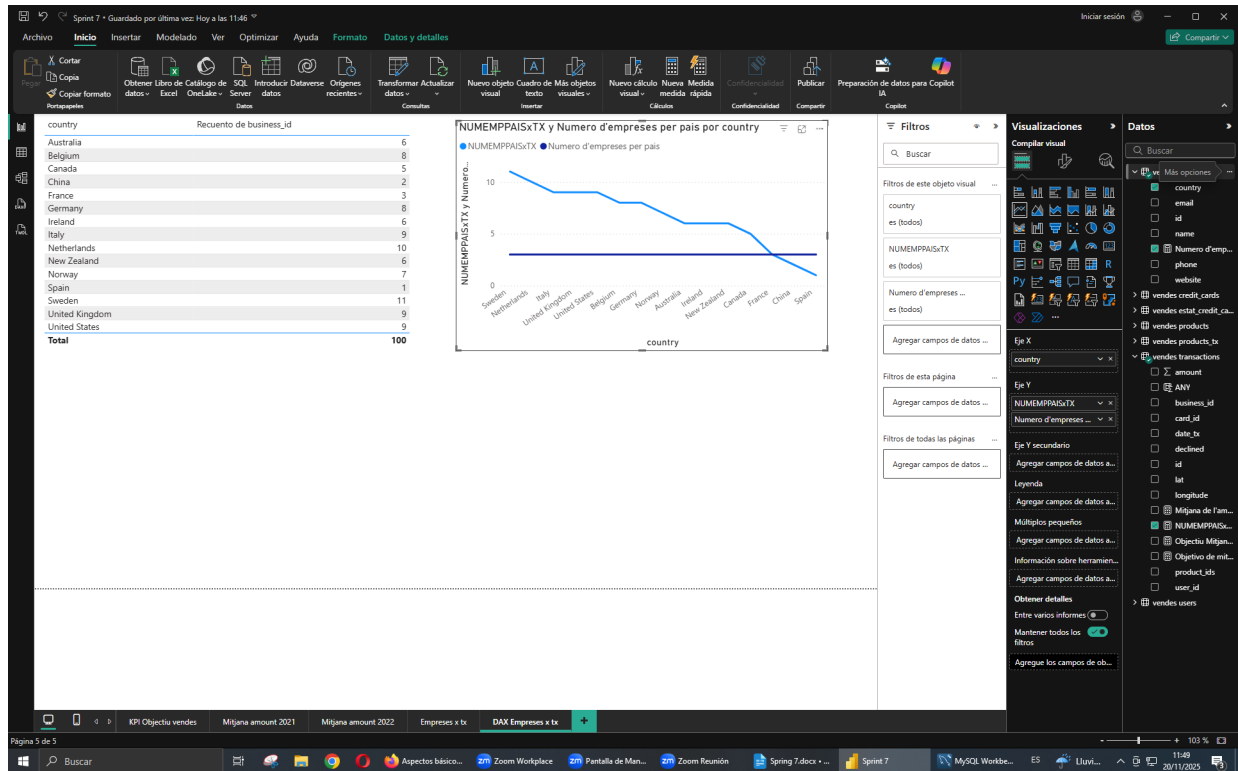 Sprint 7 • Guardado por última vez: Hoy a las 11:46
Iniciar sesión
Archivo Inicio Insertar Modelado Ver Optimizar Ayuda Formato Datos y detalles
Compartir
Pegar
Cortar
Copia
Copiar formato
Portapapeles
Obtener datos
Libro de Excel
Catálogo de OneLake
SQL Server
Introducir datos
Dataverse
Orígenes recientes
Datos
Transformar datos
Actualizar
Consultas
Nuevo objeto visual
Cuadro de texto
Más objetos visuales
Insertar
Nuevo cálculo visual
Nueva medida
Medida rápida
Cálculos
Confidencialidad
Confidencialidad
Publicar
Compartir
Preparación de datos para IA
Copilot
Copilot
country Recuento de business_id
Australia 6
Belgium 8
Canada 5
China 2
France 3
Germany 8
Ireland 6
Italy 9
Netherlands 10
New Zealand 6
Norway 7
Spain 1
Sweden 11
United Kingdom 9
United States 9
Total 100
NUMEMPPAISxTX y Numero d'empreses per pais por country
NUMEMPPAISxTX Numero d'empreses per pais
NUMEMPPAISxTX y Numero...
10
5
0
Sweden Netherlands Italy United Kingdom United States Belgium Germany Norway Australia Ireland New Zealand Canada France China Spain
country
Filtros
Buscar
Filtros de este objeto visual ...
country
es (todos)
NUMEMPPAISxTX
es (todos)
Numero d'empreses ...
es (todos)
Agregar campos de datos ...
Filtros de esta página ...
Agregar campos de datos ...
Filtros de todas las páginas ...
Agregar campos de datos ...
Visualizaciones
Compilar visual
R
Py
Eje X
country
Eje Y
NUMEMPPAISxTX
Numero d'empreses ...
Eje Y secundario
Agregar campos de datos a...
Leyenda
Agregar campos de datos a...
Múltiplos pequeños
Agregar campos de datos a...
Información sobre herramien...
Agregar campos de datos a...
Obtener detalles
Entre varios informes
Mantener todos los filtros
Agregue los campos de ob...
Datos
Buscar
ve
Más opciones
country
email
id
name
Numero d'emp...
phone
website
vendes credit_cards
vendes estat_credit_ca...
vendes products
vendes products_tx
vendes transactions
amount
ANY
business_id
card_id
date_tx
declined
id
lat
longitude
Mitjana de l'am...
NUMEMPPAISx...
Objectiu Mitjan...
Objetivo de mit...
product_ids
user_id
vendes users
KPI Objectiu vendes Mitjana amount 2021 Mitjana amount 2022 Empreses x tx DAX Empreses x tx +
Página 5 de 5
103 %
Buscar
Aspectos básico...
Zoom Workplace
Pantalla de Man...
Zoom Reunión
Spring 7.docx • ...
Sprint 7
MySQL Workbe...
ES
Lluvi...
11:49
20/11/2025